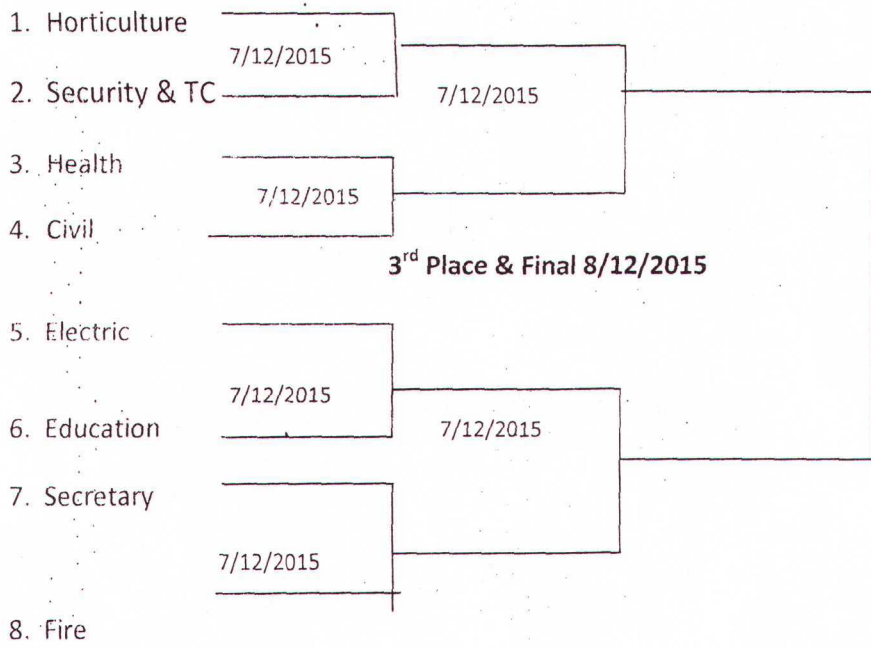 1. Horticulture
7/12/2015
2. Security & TC
7/12/2015
3. Health
7/12/2015
4. Civil
3rd Place & Final 8/12/2015
5. Electric
7/12/2015
6. Education
7/12/2015
7. Secretary
7/12/2015
8. Fire